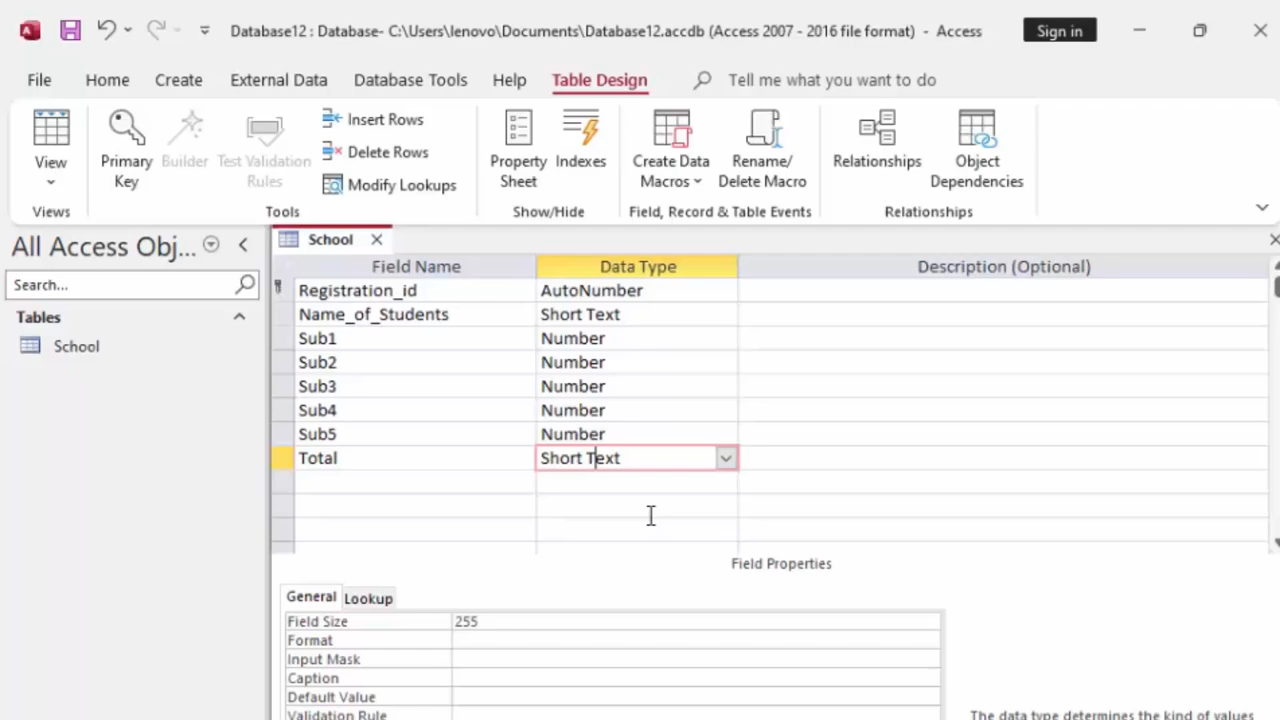 Database12 : Database- C:\Users\lenovo\Documents\Database12.accdb (Access 2007 - 2016 file format) - Access
Sign in
File Home Create External Data Database Tools Help Table Design Tell me what you want to do
View
Primary Key
Builder
Test Validation Rules
Insert Rows
Delete Rows
Modify Lookups
Property Sheet
Indexes
Create Data Macros
Rename/ Delete Macro
Relationships
Object Dependencies
Views Tools Show/Hide Field, Record & Table Events Relationships
All Access Obj...
Search...
Tables
School
School
Field Name Data Type Description (Optional)
Registration_id AutoNumber
Name_of_Students Short Text
Sub1 Number
Sub2 Number
Sub3 Number
Sub4 Number
Sub5 Number
Total Short Text
Field Properties
General Lookup
Field Size 255
Format
Input Mask
Caption
Default Value
Validation Rule
The data type determines the kind of values